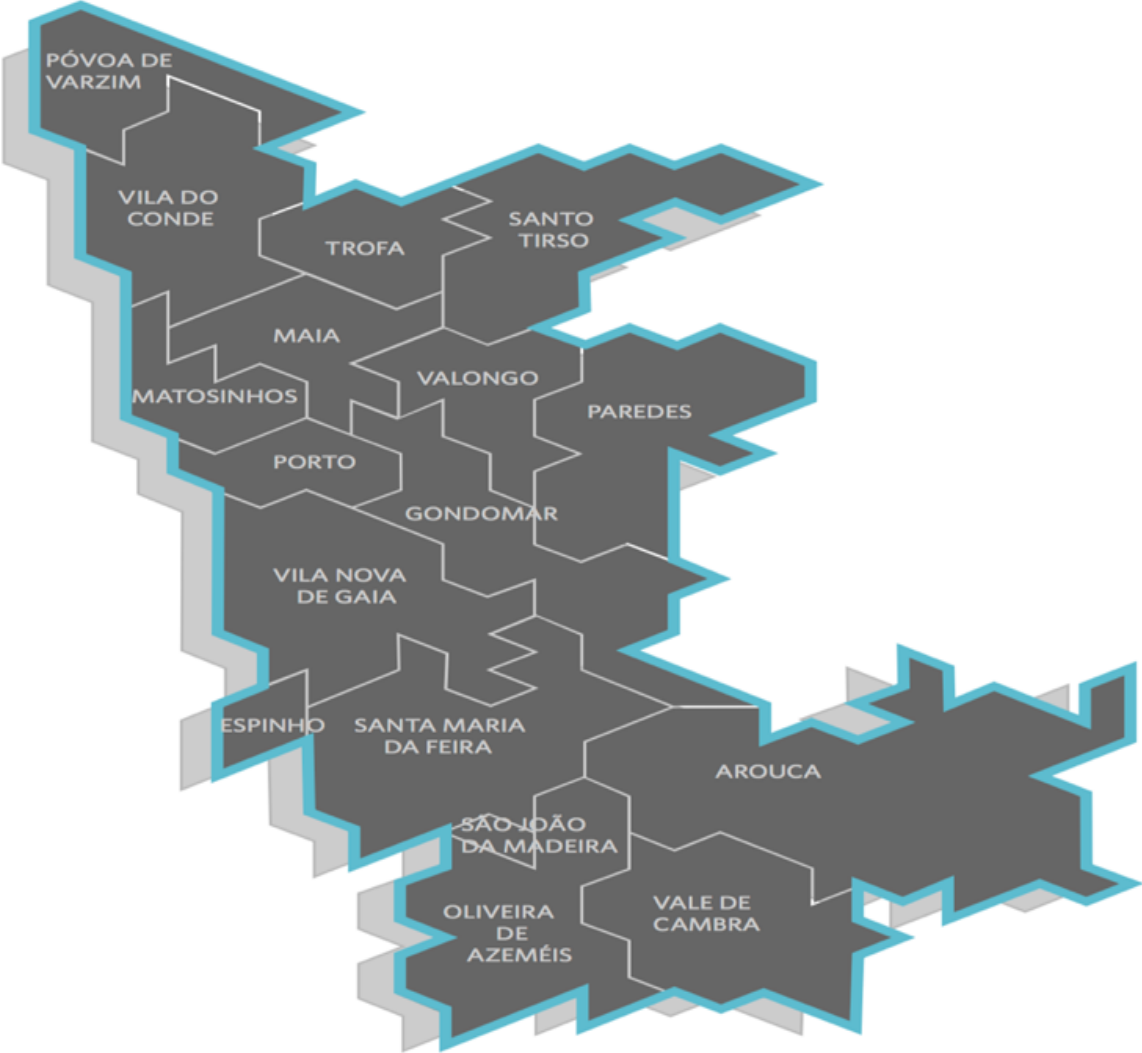 PÓVOA DE
VARZIM
VILA DO
CONDE
TROFA
SANTO
TIRSO
MAIA
VALONGO
MATOSINHOS
PAREDES
PORTO
GONDOMAR
VILA NOVA
DE GAIA
ESPINHO
SANTA MARIA
DA FEIRA
AROUCA
SÃO JOÃO
DA MADEIRA
OLIVEIRA
DE
AZEMÉIS
VALE DE
CAMBRA